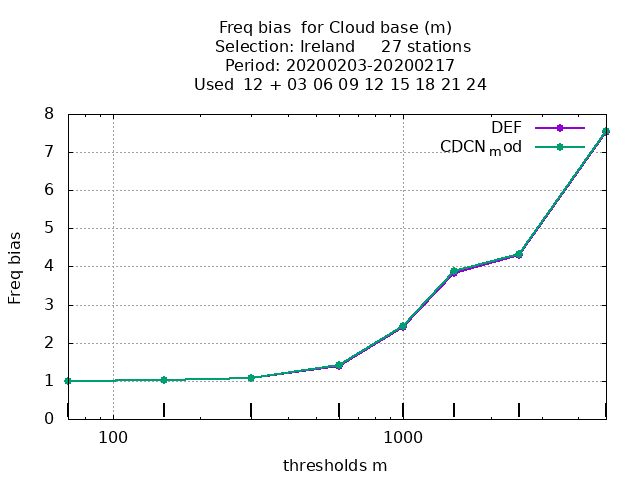 Freq bias  for Cloud base (m)
Selection: Ireland     27 stations
Period: 20200203-20200217
Used  12 + 03 06 09 12 15 18 21 24
DEF
CDCNmod
8
7
6
5
4
3
2
1
0
Freq bias
100
1000
thresholds m